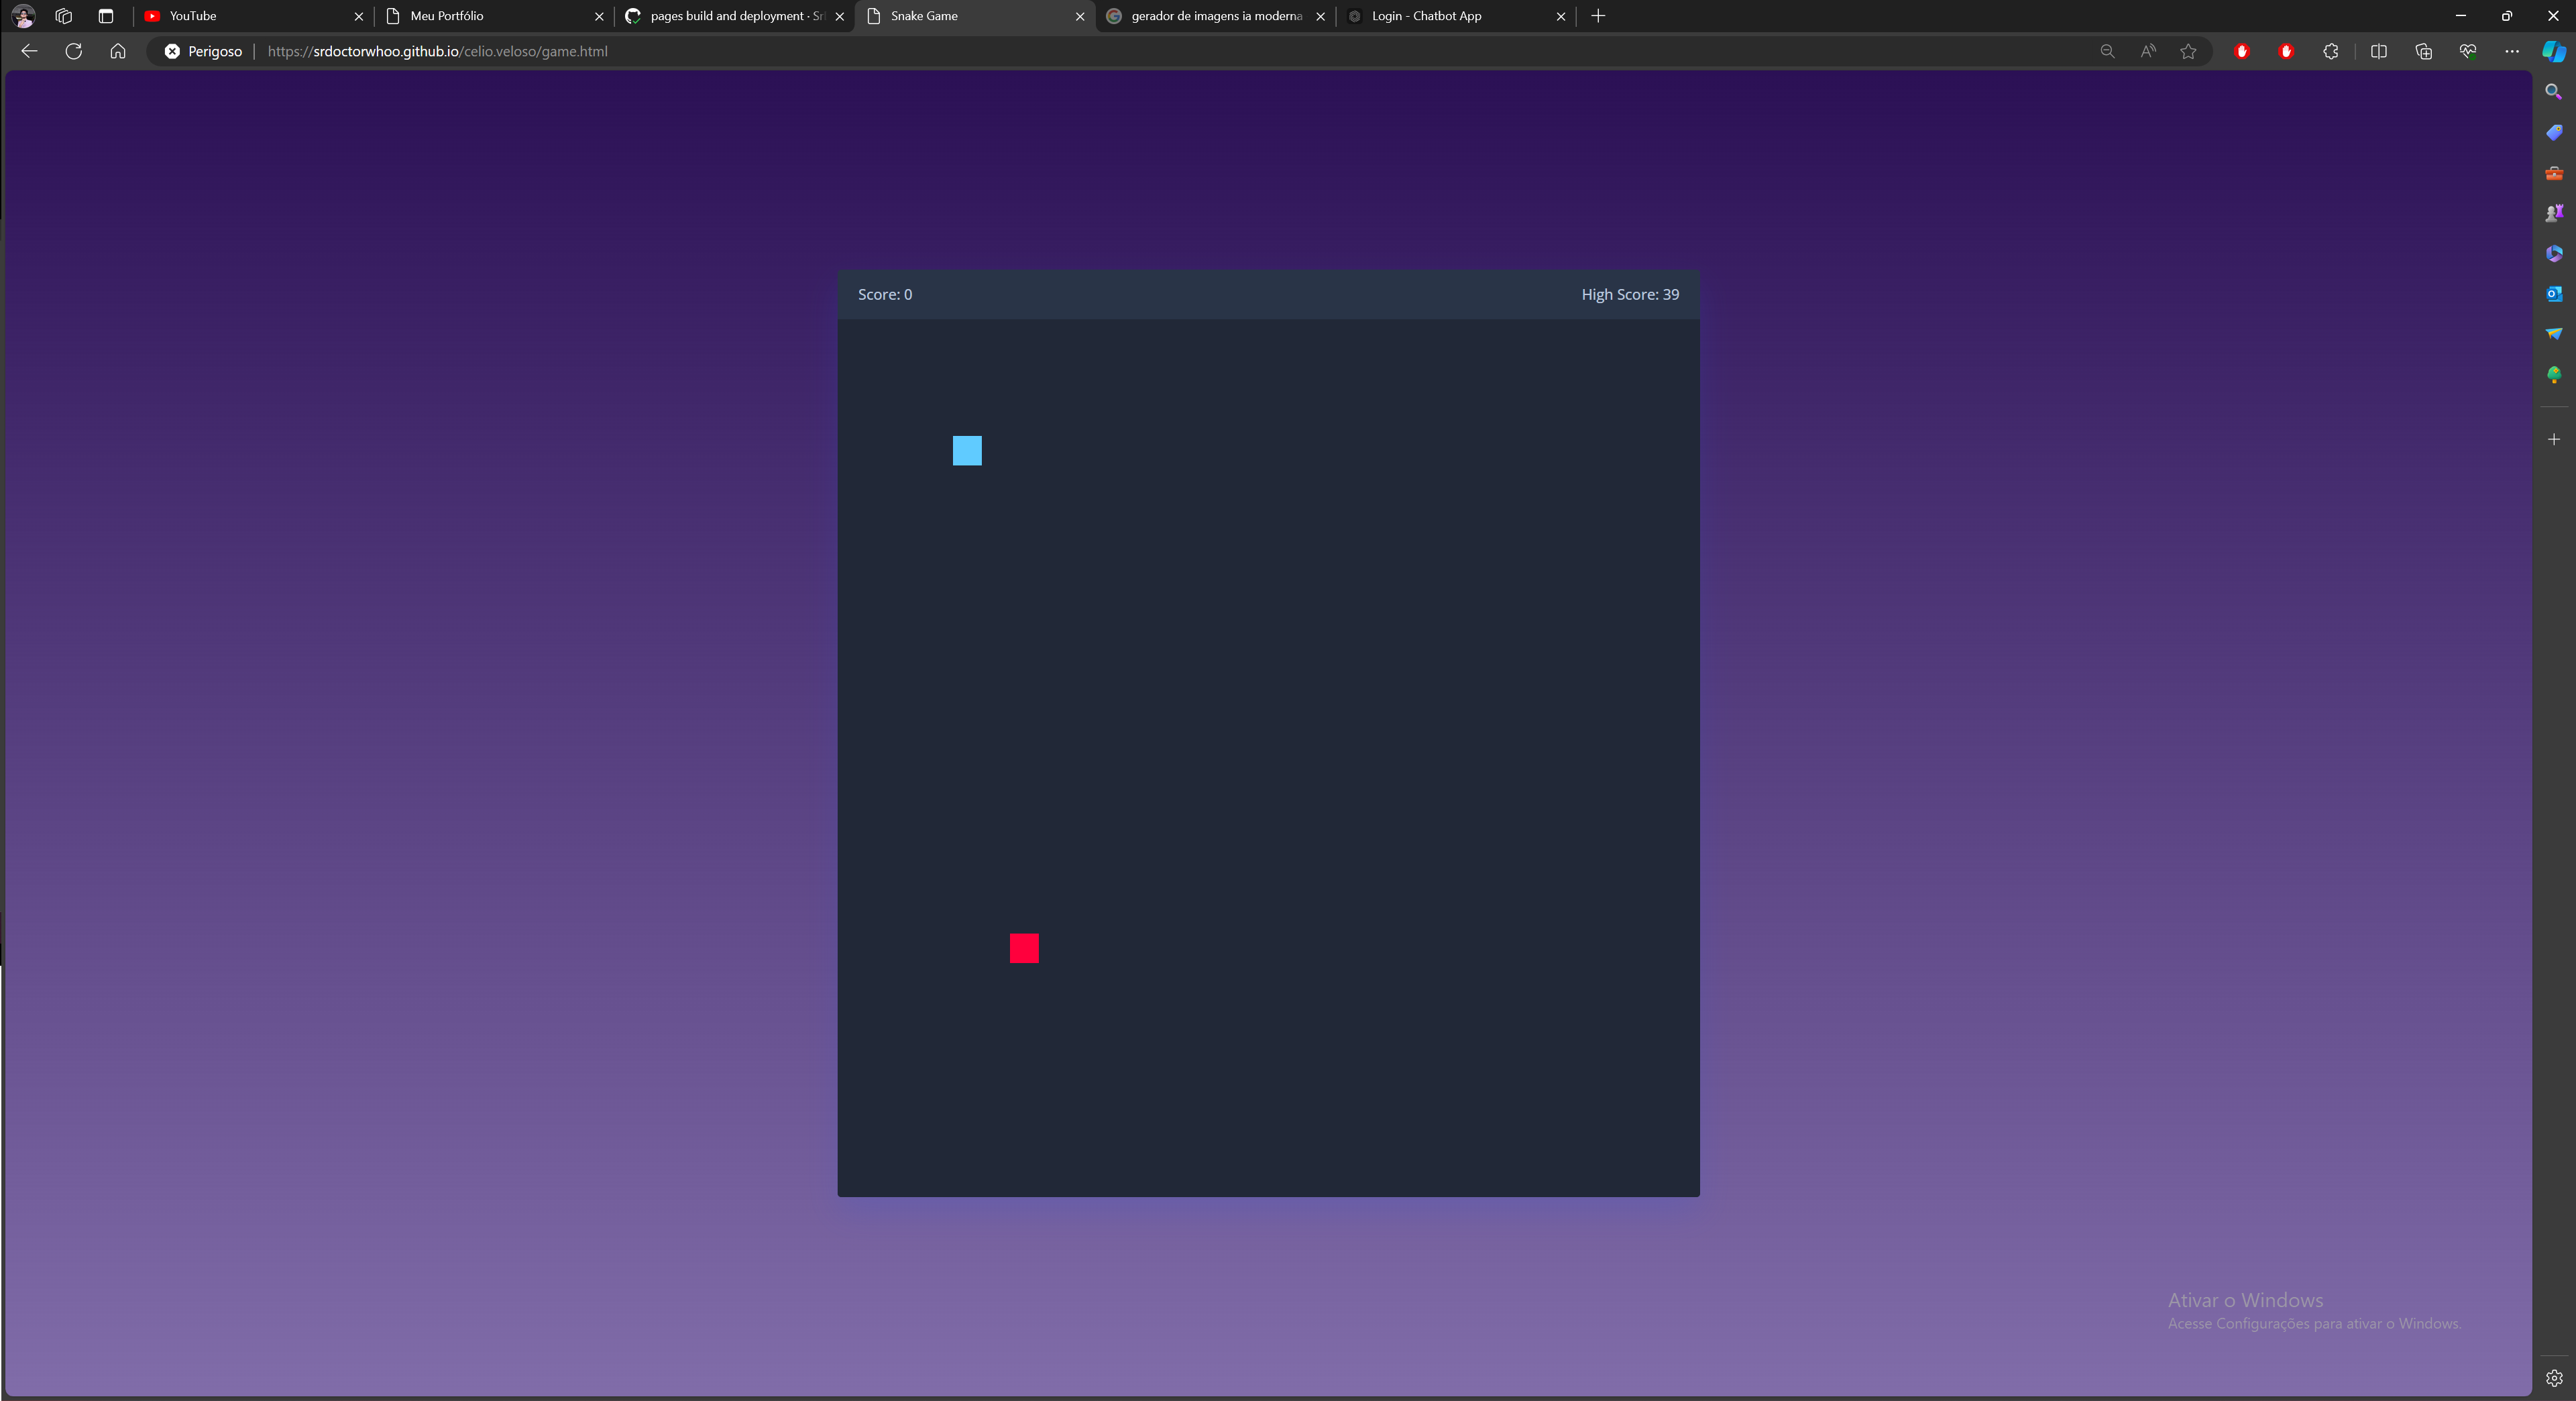 YouTube
Meu Portfólio
pages build and deployment · Sr
Snake Game
gerador de imagens ia moderna
Login - Chatbot App
Perigoso
https://srdoctorwhoo.github.io/celio.veloso/game.html
Score: 0
High Score: 39
Ativar o Windows
Acesse Configurações para ativar o Windows.